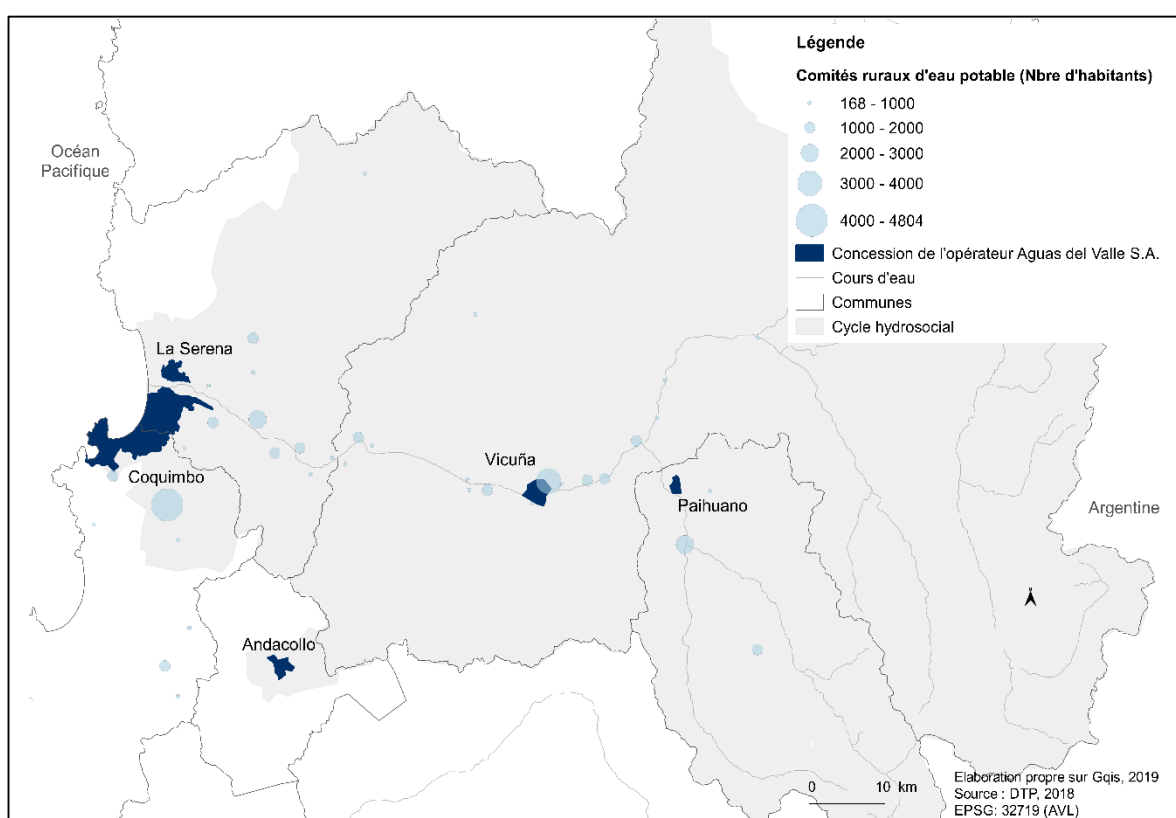 Légende
Comités ruraux d'eau potable (Nbre d'habitants)
168 - 1000
1000 - 2000
2000 - 3000
3000 - 4000
4000 - 4804
Concession de l'opérateur Aguas del Valle S.A.
Cours d'eau
Communes
Cycle hydrosocial
Océan
Pacifique
La Serena
Coquimbo
Vicuña
Paihuano
Argentine
Andacollo
0 10 km
Elaboration propre sur Qgis, 2019
Source : DTP, 2018
EPSG: 32719 (AVL)